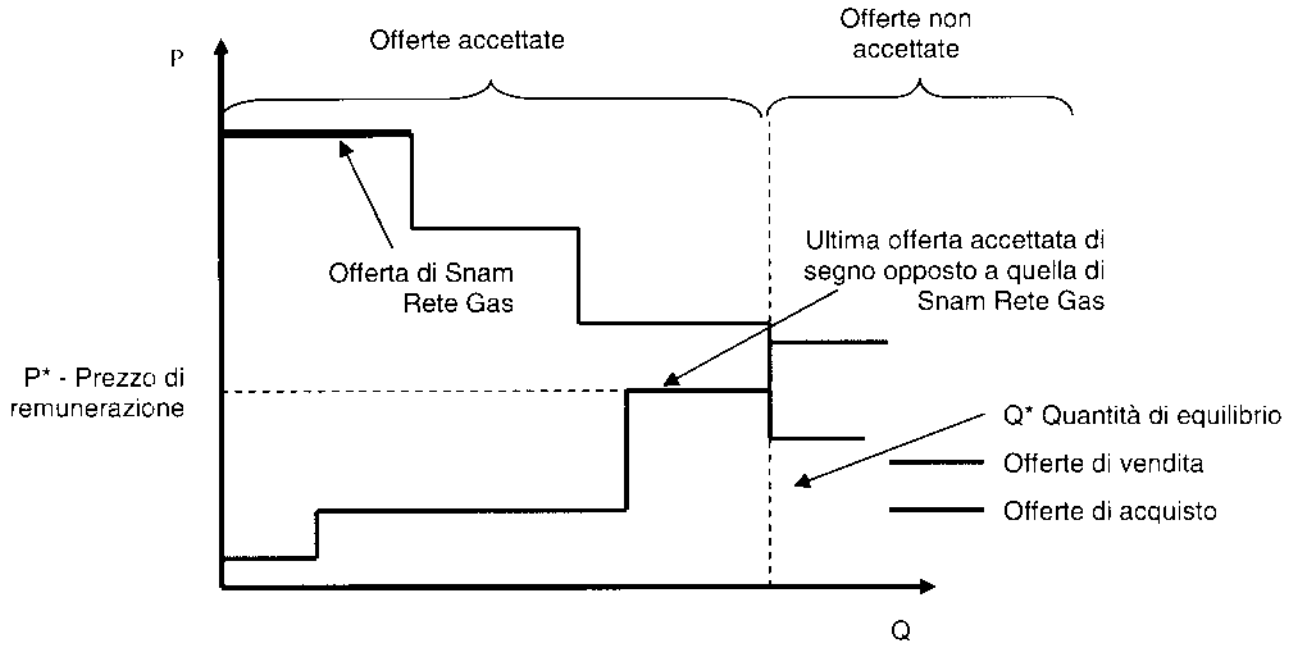 Offerte non
accettate
Offerte accettate
P
Offerta di Snam
Rete Gas
Ultima offerta accettata di
segno opposto a quella di
Snam Rete Gas
P* - Prezzo di
remunerazione
Q* Quantità di equilibrio
Offerte di vendita
Offerte di acquisto
Q